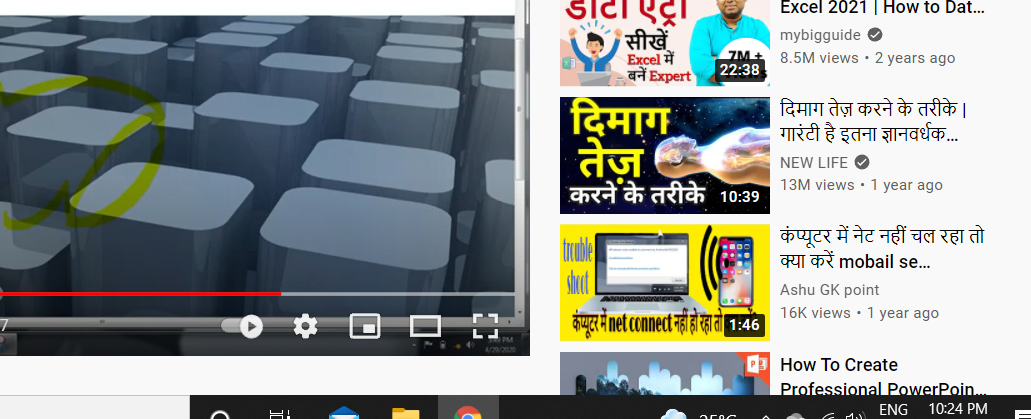 डाटा एंट्री
सीखें
Excel में
बनें Expert
7M +
22:38
Excel 2021 | How to Dat...
mybigguide
8.5M views • 2 years ago
दिमाग
तेज़
करने के तरीके
10:39
दिमाग तेज़ करने के तरीके |
गारंटी है इतना ज्ञानवर्धक...
NEW LIFE
13M views • 1 year ago
trouble
shoot
कंप्यूटर में net connect नहीं हो रहा तो
1:46
कंप्यूटर में नेट नहीं चल रहा तो
क्या करें mobail se...
Ashu GK point
16K views • 1 year ago
How To Create
Professional PowerPoin...
7
4/29/2020
ENG
10:24 PM